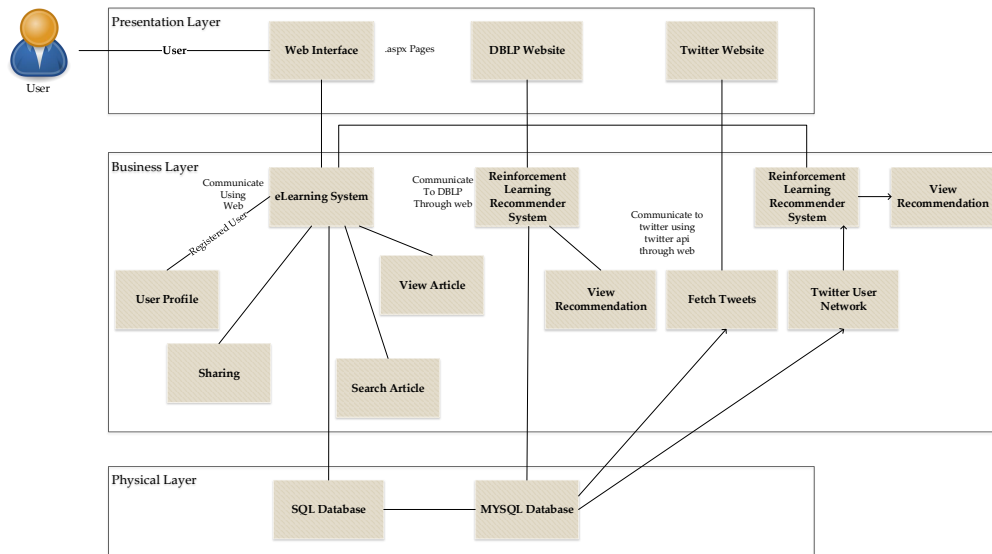 Presentation Layer
User
User
Web Interface
.aspx Pages
DBLP Website
Twitter Website
Business Layer
Communicate
Using
Web
Registered User
eLearning System
Communicate
To DBLP
Through web
Reinforcement
Learning
Recommender
System
Communicate to
twitter using
twitter api
through web
Reinforcement
Learning
Recommender
System
View
Recommendation
User Profile
View Article
View
Recommendation
Fetch Tweets
Twitter User
Network
Sharing
Search Article
Physical Layer
SQL Database
MYSQL Database